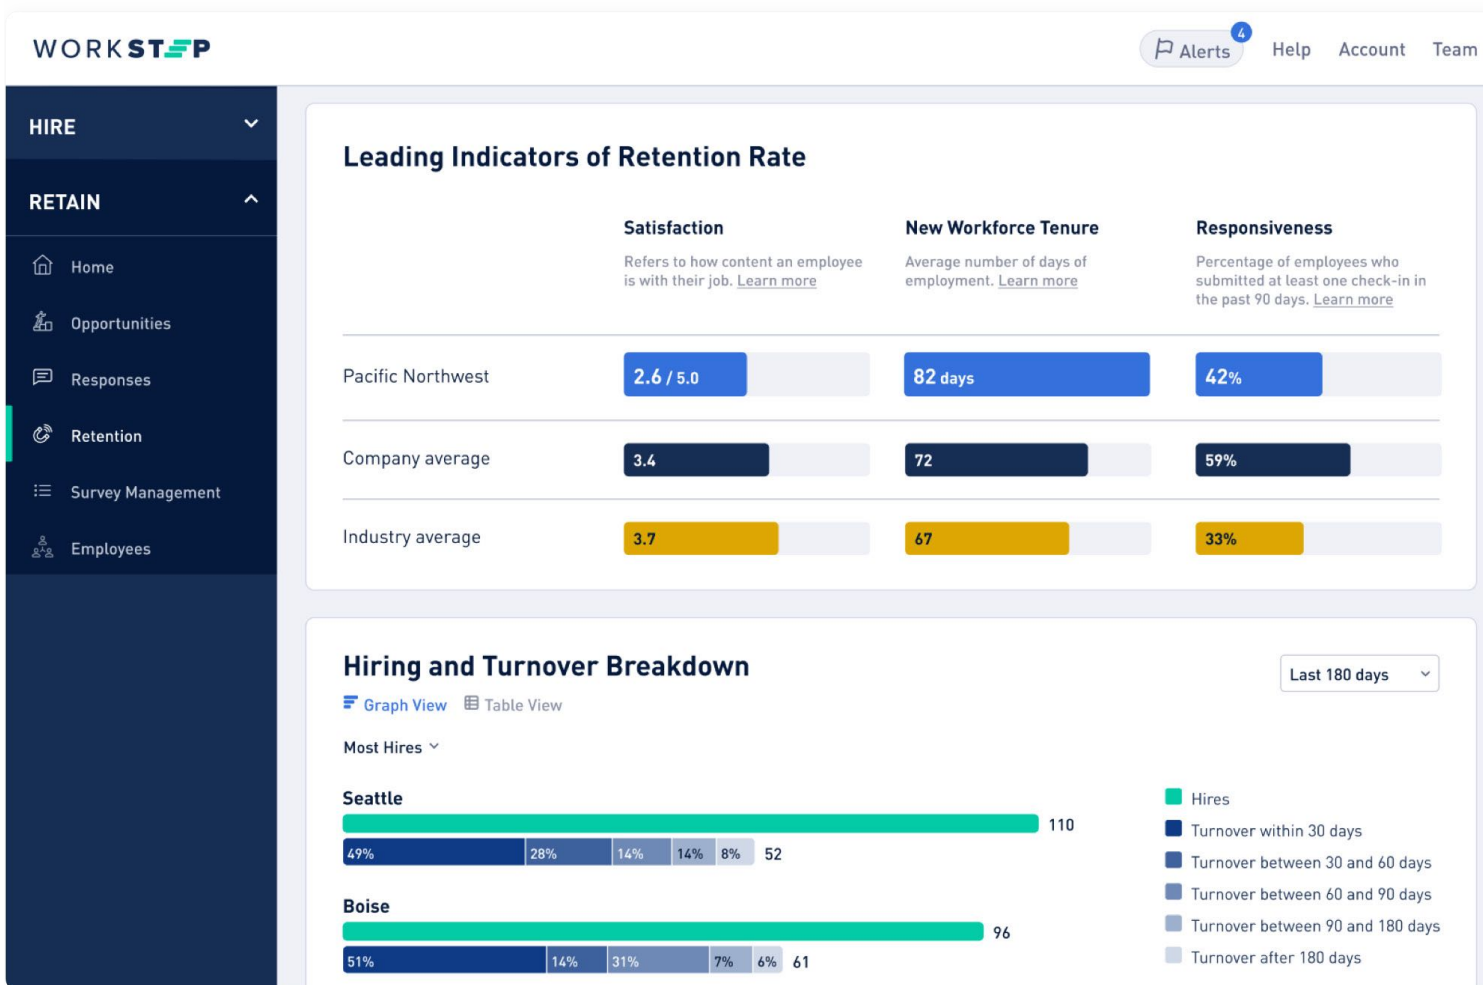 WORKSTEP
4
Alerts
Help
Account
Team
HIRE
RETAIN
Home
Opportunities
Responses
Retention
Survey Management
Employees
Leading Indicators of Retention Rate
Satisfaction
Refers to how content an employee
is with their job. Learn more
New Workforce Tenure
Average number of days of
employment. Learn more
Responsiveness
Percentage of employees who
submitted at least one check-in in
the past 90 days. Learn more
Pacific Northwest
2.6 / 5.0
82 days
42%
Company average
3.4
72
59%
Industry average
3.7
67
33%
Hiring and Turnover Breakdown
Last 180 days
Graph View
Table View
Most Hires
Seattle
110
49% 28% 14% 14% 8% 52
Boise
96
51% 14% 31% 7% 6% 61
Hires
Turnover within 30 days
Turnover between 30 and 60 days
Turnover between 60 and 90 days
Turnover between 90 and 180 days
Turnover after 180 days